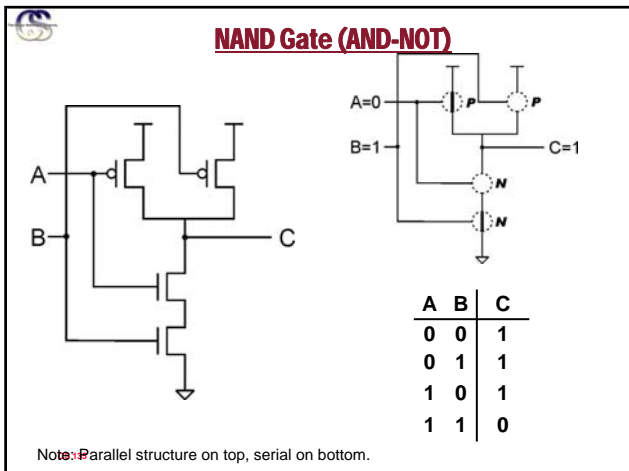 NAND Gate (AND-NOT)
A
B
C
A=0
B=1
P
P
C=1
N
N
A B C
0 0 1
0 1 1
1 0 1
1 1 0
Note: Parallel structure on top, serial on bottom.